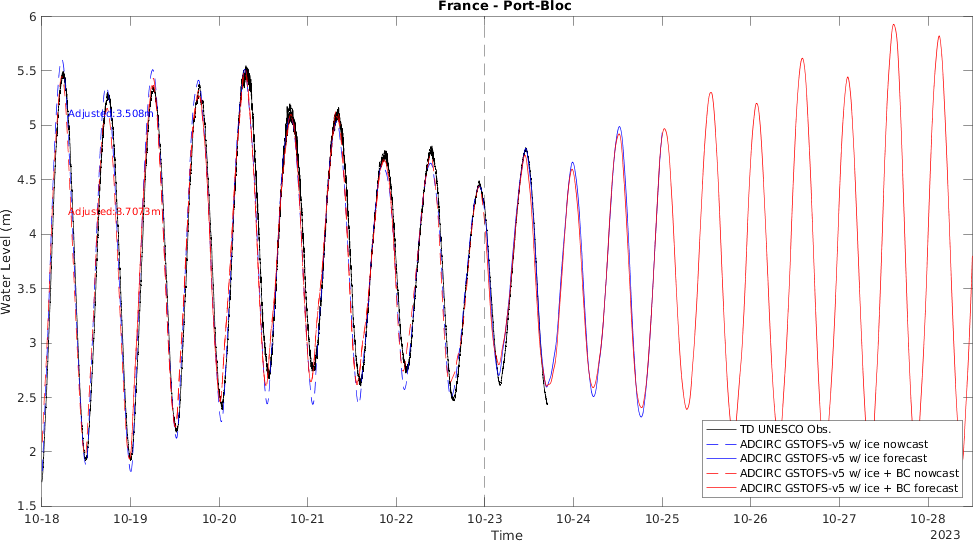 France - Port-Bloc
Water Level (m)
6
5.5
5
4.5
4
3.5
3
2.5
2
1.5
Adjusted:3.508m
Adjusted:3.7073m
TD UNESCO Obs.
ADCIRC GSTOFS-v5 w/ ice nowcast
ADCIRC GSTOFS-v5 w/ ice forecast
ADCIRC GSTOFS-v5 w/ ice + BC nowcast
ADCIRC GSTOFS-v5 w/ ice + BC forecast
10-18 10-19 10-20 10-21 10-22 10-23 10-24 10-25 10-26 10-27 10-28
2023
Time